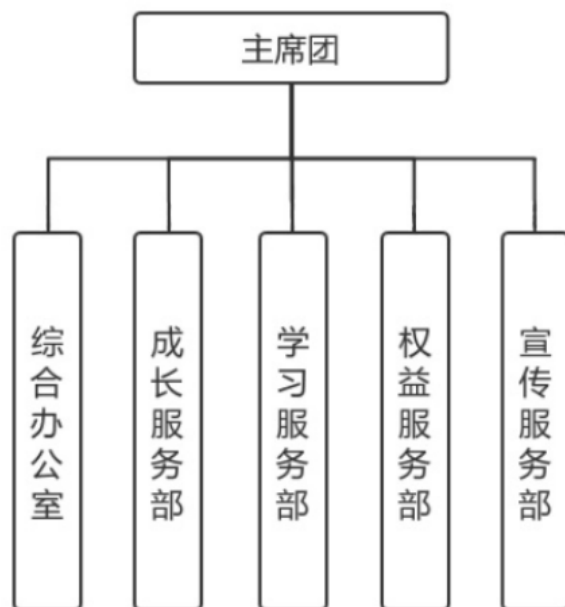 主席团
综合办公室
成长服务部
学习服务部
权益服务部
宣传服务部